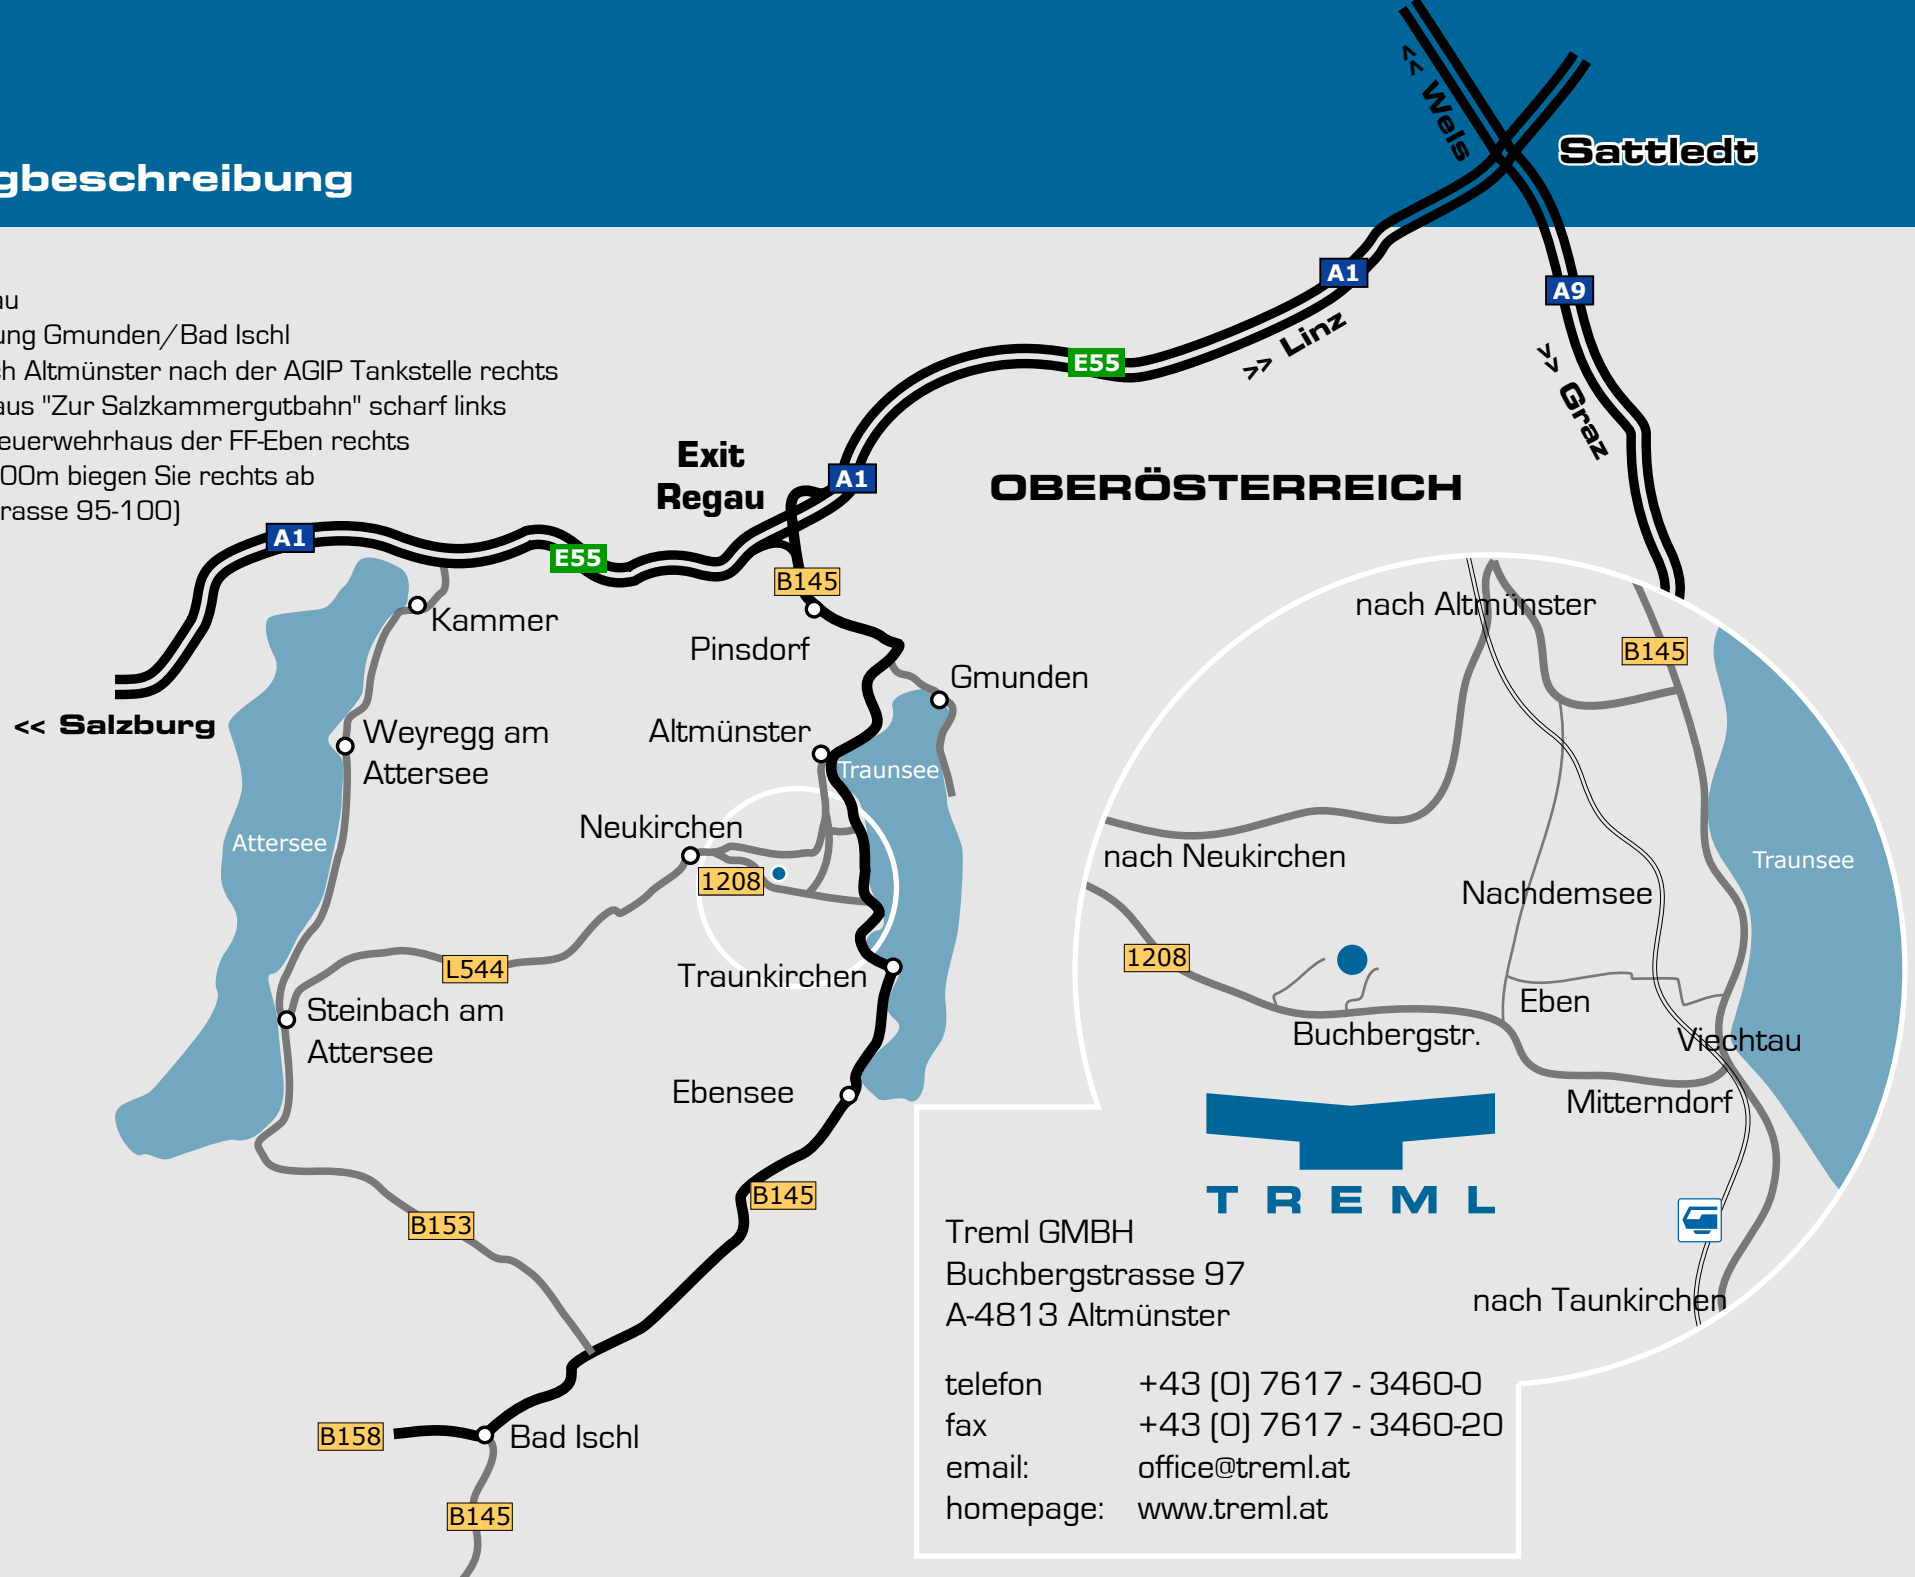 << Wels
Sattledt
gbeschreibung
A1
A9
au
ung Gmunden/Bad Ischl
ch Altmünster nach der AGIP Tankstelle rechts
aus "Zur Salzkammergutbahn" scharf links
euerwehrhaus der FF-Eben rechts
00m biegen Sie rechts ab
rasse 95-100)
>> Linz
E55
>> Graz
Exit
Regau
A1
OBERÖSTERREICH
A1
E55
B145
Kammer
Pinsdorf
Gmunden
<< Salzburg
Weyregg am
Attersee
Altmünster
Traunsee
Attersee
Neukirchen
1208
L544
Traunkirchen
Steinbach am
Attersee
Ebensee
B145
B153
B158
Bad Ischl
B145
nach Altmünster
B145
nach Neukirchen
Traunsee
Nachdemsee
1208
Eben
Buchbergstr.
Viechtau
Mitterndorf
nach Taunkirchen
TREML
Treml GMBH
Buchbergstrasse 97
A-4813 Altmünster
telefon +43 (0) 7617 - 3460-0
fax +43 (0) 7617 - 3460-20
email: office@treml.at
homepage: www.treml.at